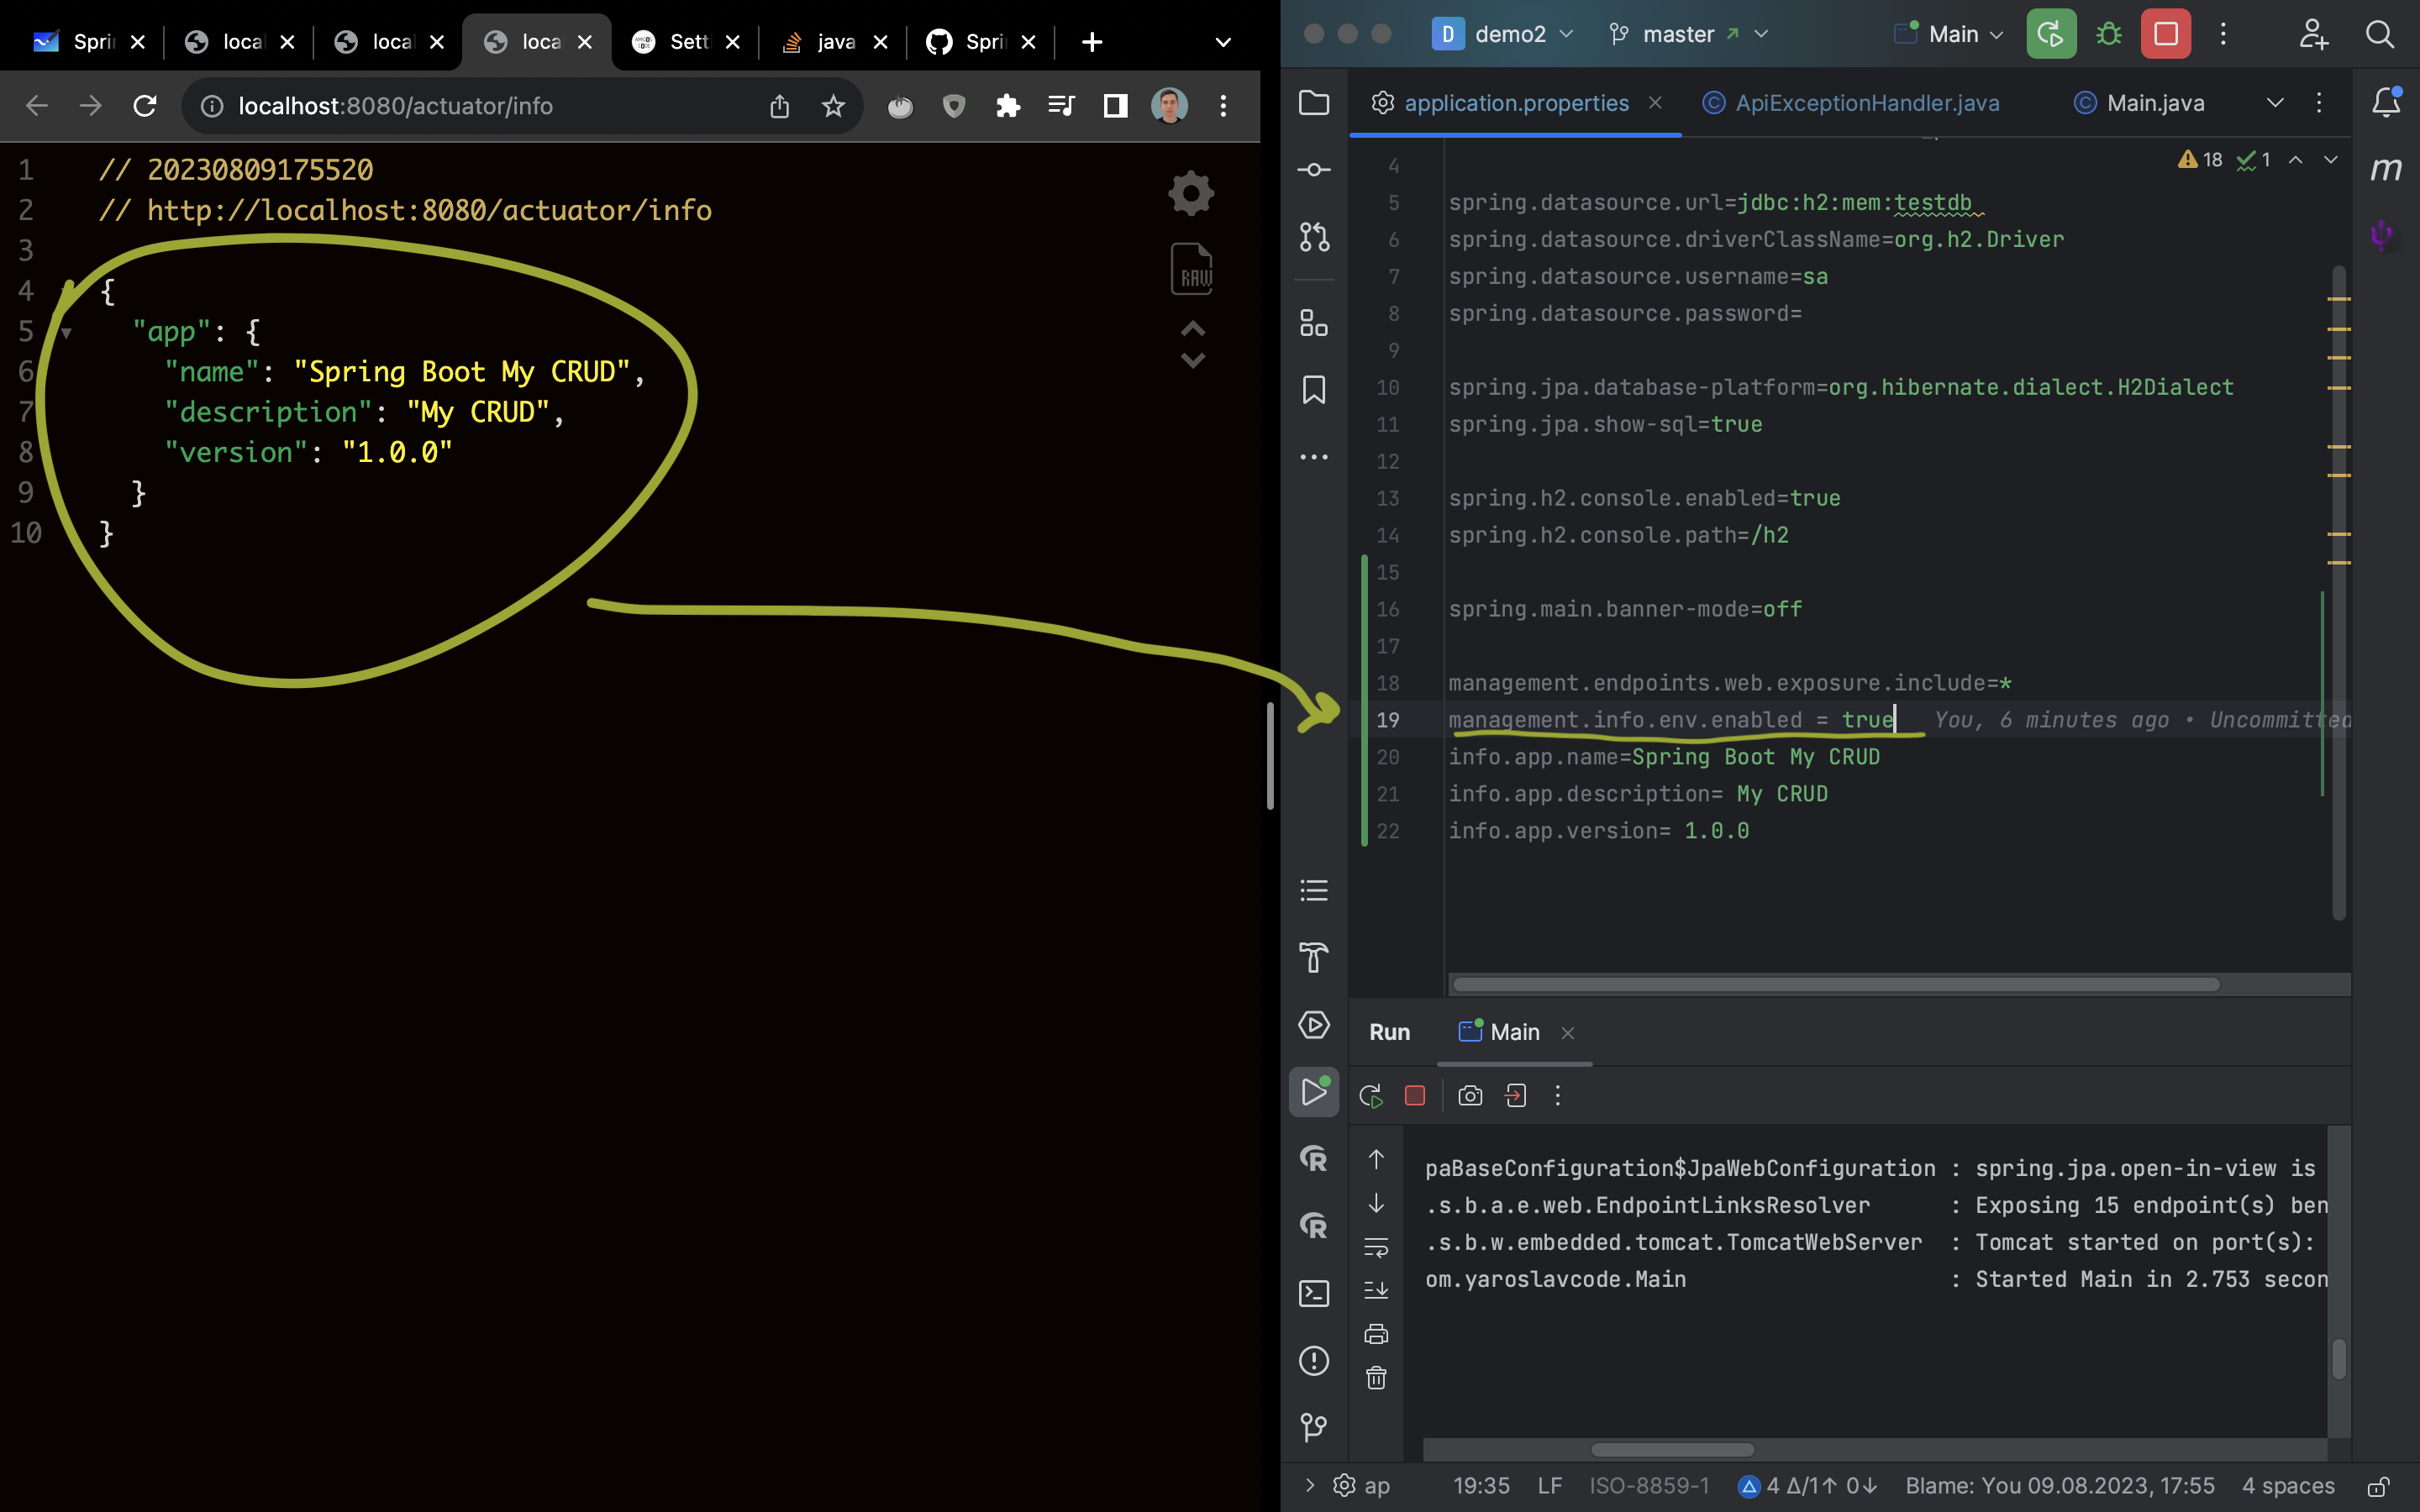 Sprin
loca
loca
loca
Sett
java
Sprin
localhost:8080/actuator/info
1 // 20230809175520
2 // http://localhost:8080/actuator/info
3
4 {
5 "app": {
6 "name": "Spring Boot My CRUD",
7 "description": "My CRUD",
8 "version": "1.0.0"
9 }
10 }
RAW
D demo2
master
Main
application.properties
ApiExceptionHandler.java
Main.java
18 1
4
5 spring.datasource.url=jdbc:h2:mem:testdb
6 spring.datasource.driverClassName=org.h2.Driver
7 spring.datasource.username=sa
8 spring.datasource.password=
9
10 spring.jpa.database-platform=org.hibernate.dialect.H2Dialect
11 spring.jpa.show-sql=true
12
13 spring.h2.console.enabled=true
14 spring.h2.console.path=/h2
15
16 spring.main.banner-mode=off
17
18 management.endpoints.web.exposure.include=*
19 management.info.env.enabled = true You, 6 minutes ago • Uncommitted
20 info.app.name=Spring Boot My CRUD
21 info.app.description= My CRUD
22 info.app.version= 1.0.0
m
Run Main
paBaseConfiguration$JpaWebConfiguration : spring.jpa.open-in-view is
.s.b.a.e.web.EndpointLinksResolver : Exposing 15 endpoint(s) ben
.s.b.w.embedded.tomcat.TomcatWebServer : Tomcat started on port(s):
om.yaroslavcode.Main : Started Main in 2.753 secon
ap 19:35 LF ISO-8859-1 4 Δ/1↑ 0↓ Blame: You 09.08.2023, 17:55 4 spaces